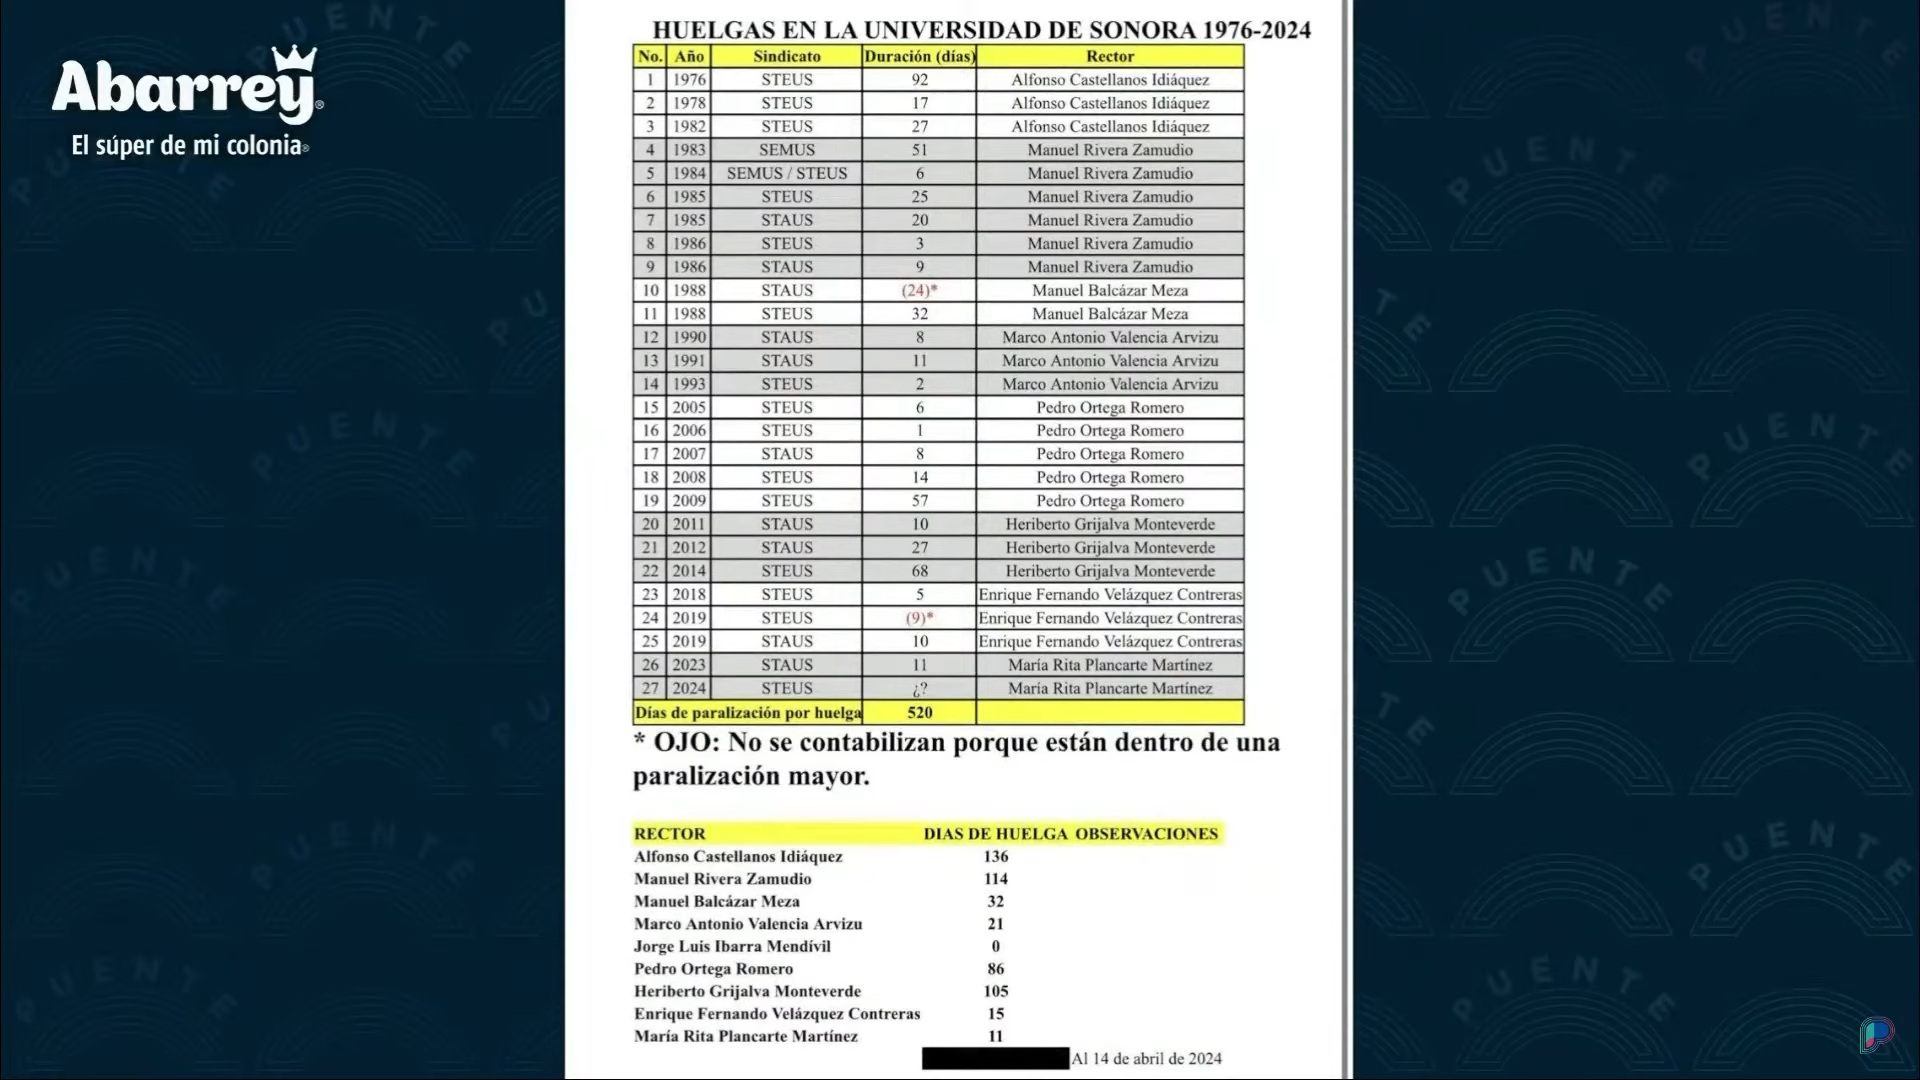 Abarrey®
El súper de mi colonia®
HUELGAS EN LA UNIVERSIDAD DE SONORA 1976-2024
No. Año Sindicato Duración (días) Rector
1 1976 STEUS 92 Alfonso Castellanos Idiáquez
2 1978 STEUS 17 Alfonso Castellanos Idiáquez
3 1982 STEUS 27 Alfonso Castellanos Idiáquez
4 1983 SEMUS 51 Manuel Rivera Zamudio
5 1984 SEMUS / STEUS 6 Manuel Rivera Zamudio
6 1985 STEUS 25 Manuel Rivera Zamudio
7 1985 STAUS 20 Manuel Rivera Zamudio
8 1986 STEUS 3 Manuel Rivera Zamudio
9 1986 STAUS 9 Manuel Rivera Zamudio
10 1988 STAUS (24)* Manuel Balcázar Meza
11 1988 STEUS 32 Manuel Balcázar Meza
12 1990 STAUS 8 Marco Antonio Valencia Arvizu
13 1991 STAUS 11 Marco Antonio Valencia Arvizu
14 1993 STEUS 2 Marco Antonio Valencia Arvizu
15 2005 STEUS 6 Pedro Ortega Romero
16 2006 STEUS 1 Pedro Ortega Romero
17 2007 STAUS 8 Pedro Ortega Romero
18 2008 STEUS 14 Pedro Ortega Romero
19 2009 STEUS 57 Pedro Ortega Romero
20 2011 STAUS 10 Heriberto Grijalva Monteverde
21 2012 STAUS 27 Heriberto Grijalva Monteverde
22 2014 STEUS 68 Heriberto Grijalva Monteverde
23 2018 STEUS 5 Enrique Fernando Velázquez Contreras
24 2019 STEUS (9)* Enrique Fernando Velázquez Contreras
25 2019 STAUS 10 Enrique Fernando Velázquez Contreras
26 2023 STAUS 11 María Rita Plancarte Martínez
27 2024 STEUS ¿? María Rita Plancarte Martínez
Días de paralización por huelga 520
* OJO: No se contabilizan porque están dentro de una
paralización mayor.
RECTOR DIAS DE HUELGA OBSERVACIONES
Alfonso Castellanos Idiáquez 136
Manuel Rivera Zamudio 114
Manuel Balcázar Meza 32
Marco Antonio Valencia Arvizu 21
Jorge Luis Ibarra Mendívil 0
Pedro Ortega Romero 86
Heriberto Grijalva Monteverde 105
Enrique Fernando Velázquez Contreras 15
María Rita Plancarte Martínez 11
Al 14 de abril de 2024
PUENTE
PUENTE
PUENTE
PUENTE
PUENTE
PUENTE